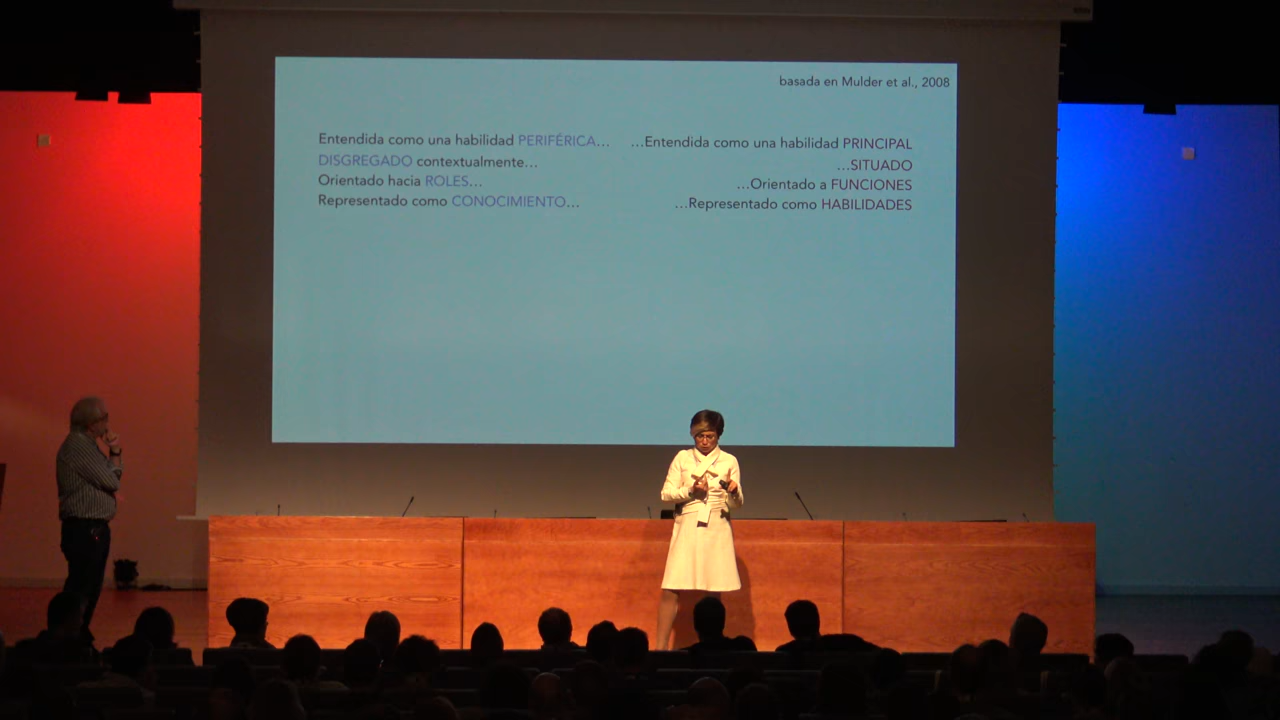 basada en Mulder et al., 2008
Entendida como una habilidad PERIFÉRICA…
DISGREGADO contextualmente…
Orientado hacia ROLES…
Representado como CONOCIMIENTO…
…Entendida como una habilidad PRINCIPAL
…SITUADO
…Orientado a FUNCIONES
…Representado como HABILIDADES